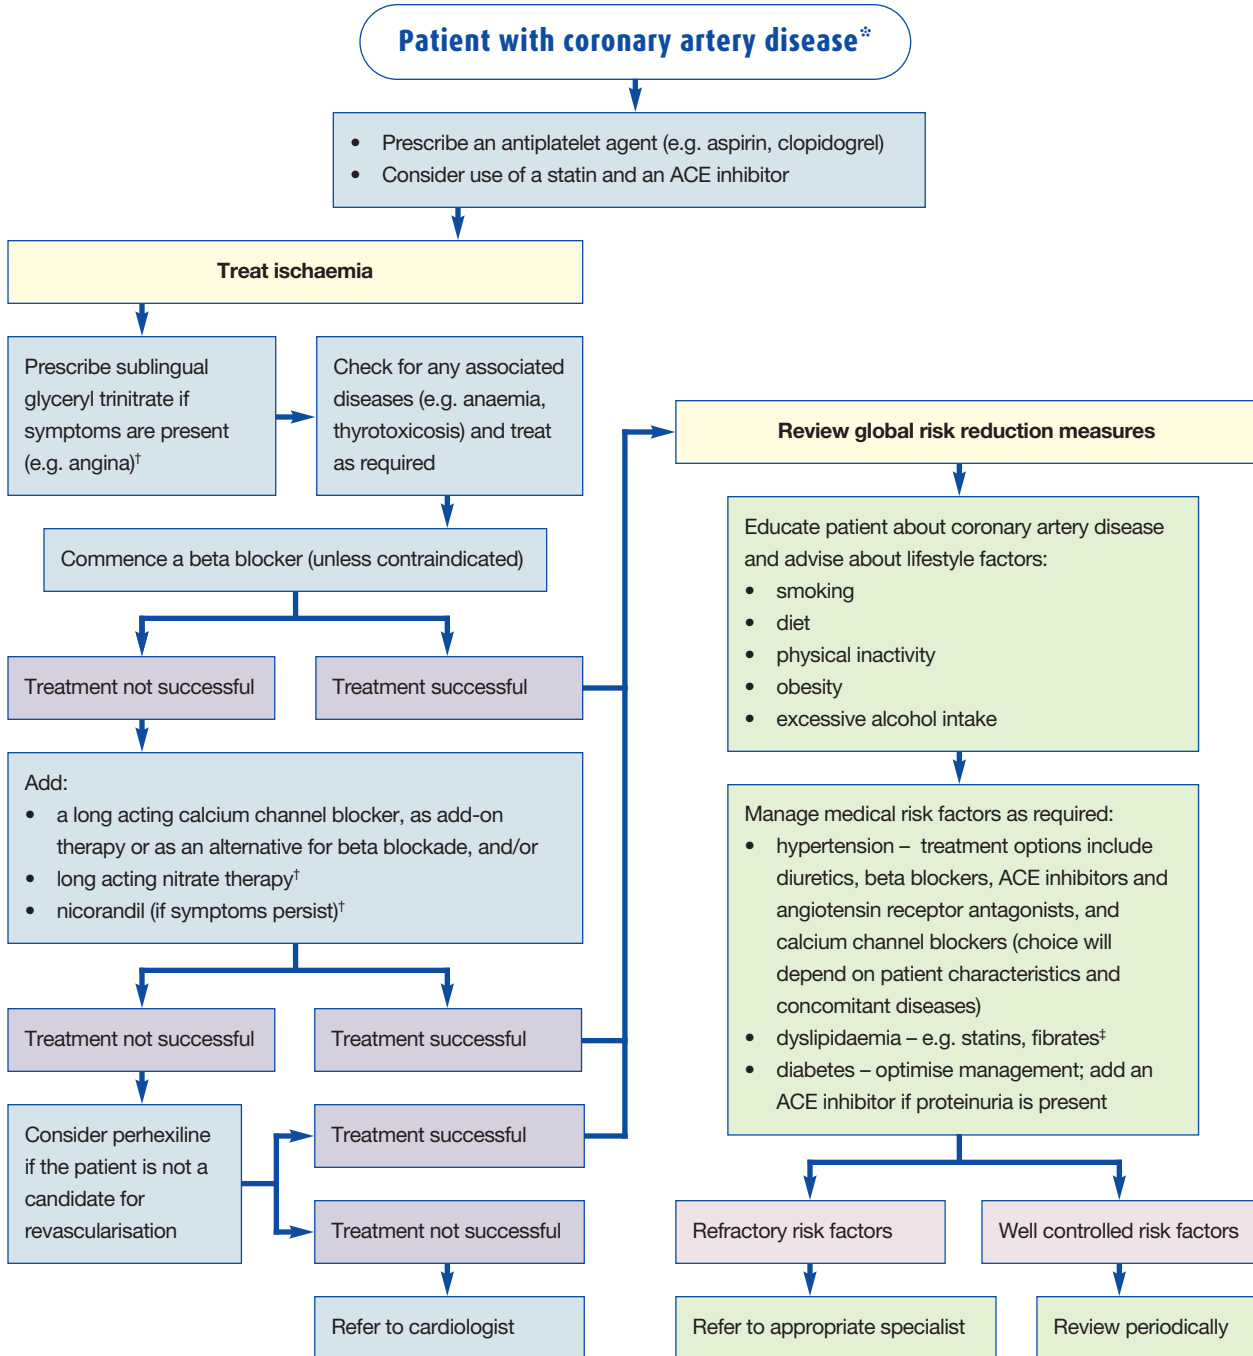 Patient with coronary artery disease*
• Prescribe an antiplatelet agent (e.g. aspirin, clopidogrel)
• Consider use of a statin and an ACE inhibitor
Treat ischaemia
Prescribe sublingual
glyceryl trinitrate if
symptoms are present
(e.g. angina)†
Check for any associated
diseases (e.g. anaemia,
thyrotoxicosis) and treat
as required
Commence a beta blocker (unless contraindicated)
Treatment not successful
Treatment successful
Add:
• a long acting calcium channel blocker, as add-on
therapy or as an alternative for beta blockade, and/or
• long acting nitrate therapy†
• nicorandil (if symptoms persist)†
Treatment not successful
Treatment successful
Consider perhexiline
if the patient is not a
candidate for
revascularisation
Treatment successful
Treatment not successful
Refer to cardiologist
Review global risk reduction measures
Educate patient about coronary artery disease
and advise about lifestyle factors:
• smoking
• diet
• physical inactivity
• obesity
• excessive alcohol intake
Manage medical risk factors as required:
• hypertension – treatment options include
diuretics, beta blockers, ACE inhibitors and
angiotensin receptor antagonists, and
calcium channel blockers (choice will
depend on patient characteristics and
concomitant diseases)
• dyslipidaemia – e.g. statins, fibrates‡
• diabetes – optimise management; add an
ACE inhibitor if proteinuria is present
Refractory risk factors
Well controlled risk factors
Refer to appropriate specialist
Review periodically